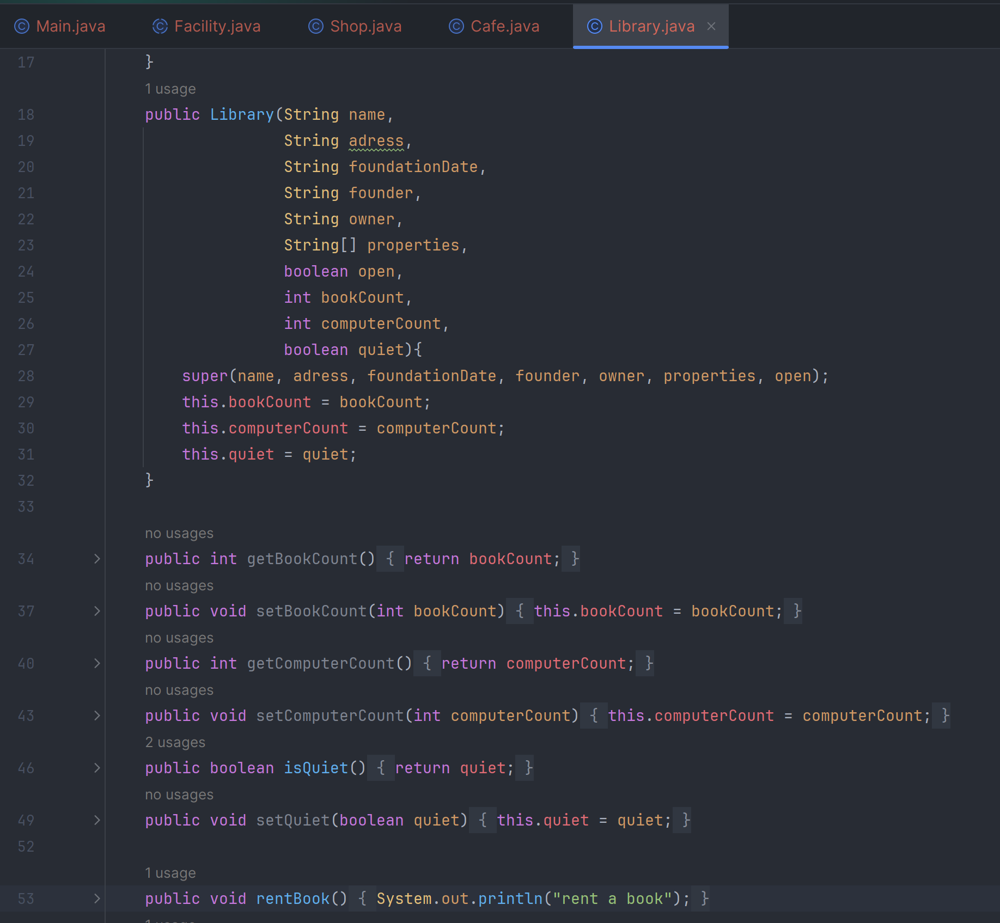 Main.java Facility.java Shop.java Cafe.java Library.java
17 }
1 usage
18 public Library(String name,
19 String adress,
20 String foundationDate,
21 String founder,
22 String owner,
23 String[] properties,
24 boolean open,
25 int bookCount,
26 int computerCount,
27 boolean quiet){
28 super(name, adress, foundationDate, founder, owner, properties, open);
29 this.bookCount = bookCount;
30 this.computerCount = computerCount;
31 this.quiet = quiet;
32 }
33
no usages
34 public int getBookCount() { return bookCount; }
no usages
37 public void setBookCount(int bookCount) { this.bookCount = bookCount; }
no usages
40 public int getComputerCount() { return computerCount; }
no usages
43 public void setComputerCount(int computerCount) { this.computerCount = computerCount; }
2 usages
46 public boolean isQuiet() { return quiet; }
no usages
49 public void setQuiet(boolean quiet) { this.quiet = quiet; }
52
1 usage
53 public void rentBook() { System.out.println("rent a book"); }
1 usage